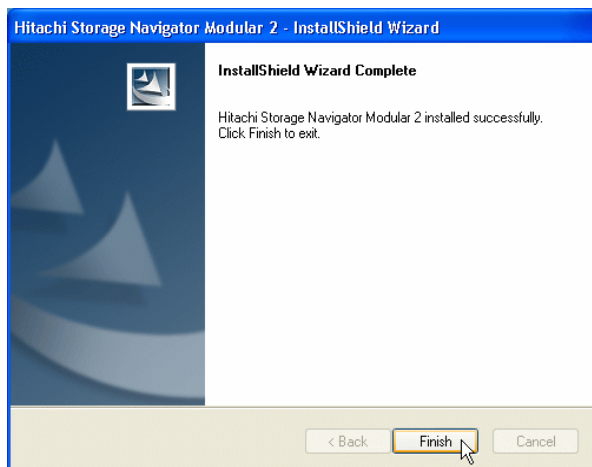 Hitachi Storage Navigator Modular 2 - InstallShield Wizard
InstallShield Wizard Complete
Hitachi Storage Navigator Modular 2 installed successfully.
Click Finish to exit.
< Back Finish Cancel